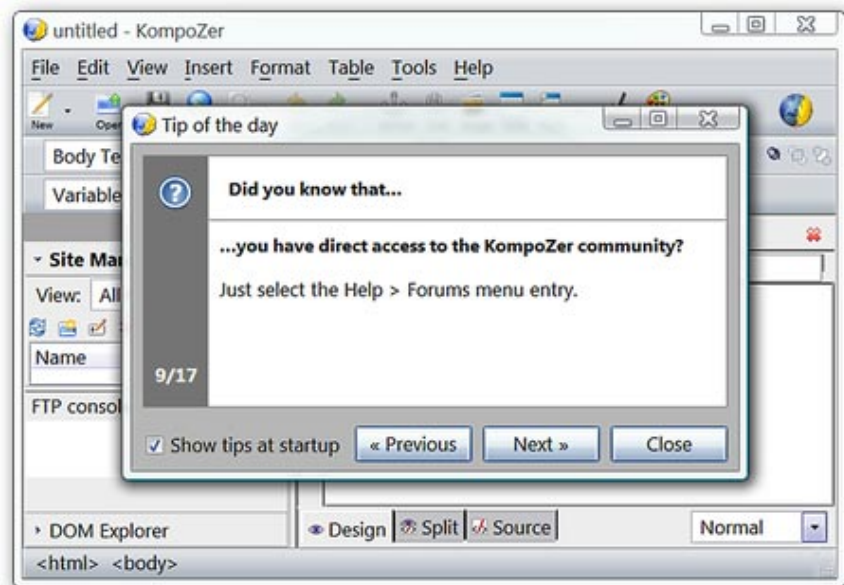 untitled - KompoZer
File Edit View Insert Format Table Tools Help
New Open
Tip of the day
Body Te
Variable
Did you know that...
...you have direct access to the KompoZer community?
Just select the Help > Forums menu entry.
Site Ma
View: All
Name
9/17
FTP consol
Show tips at startup « Previous Next » Close
DOM Explorer Design Split Source Normal
<html> <body>